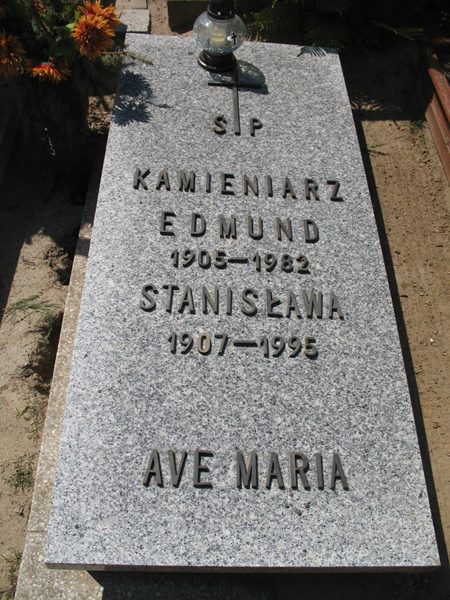 Ś P
KAMIENIARZ
EDMUND
1905-1982
STANISŁAWA
1907-1995
AVE MARIA